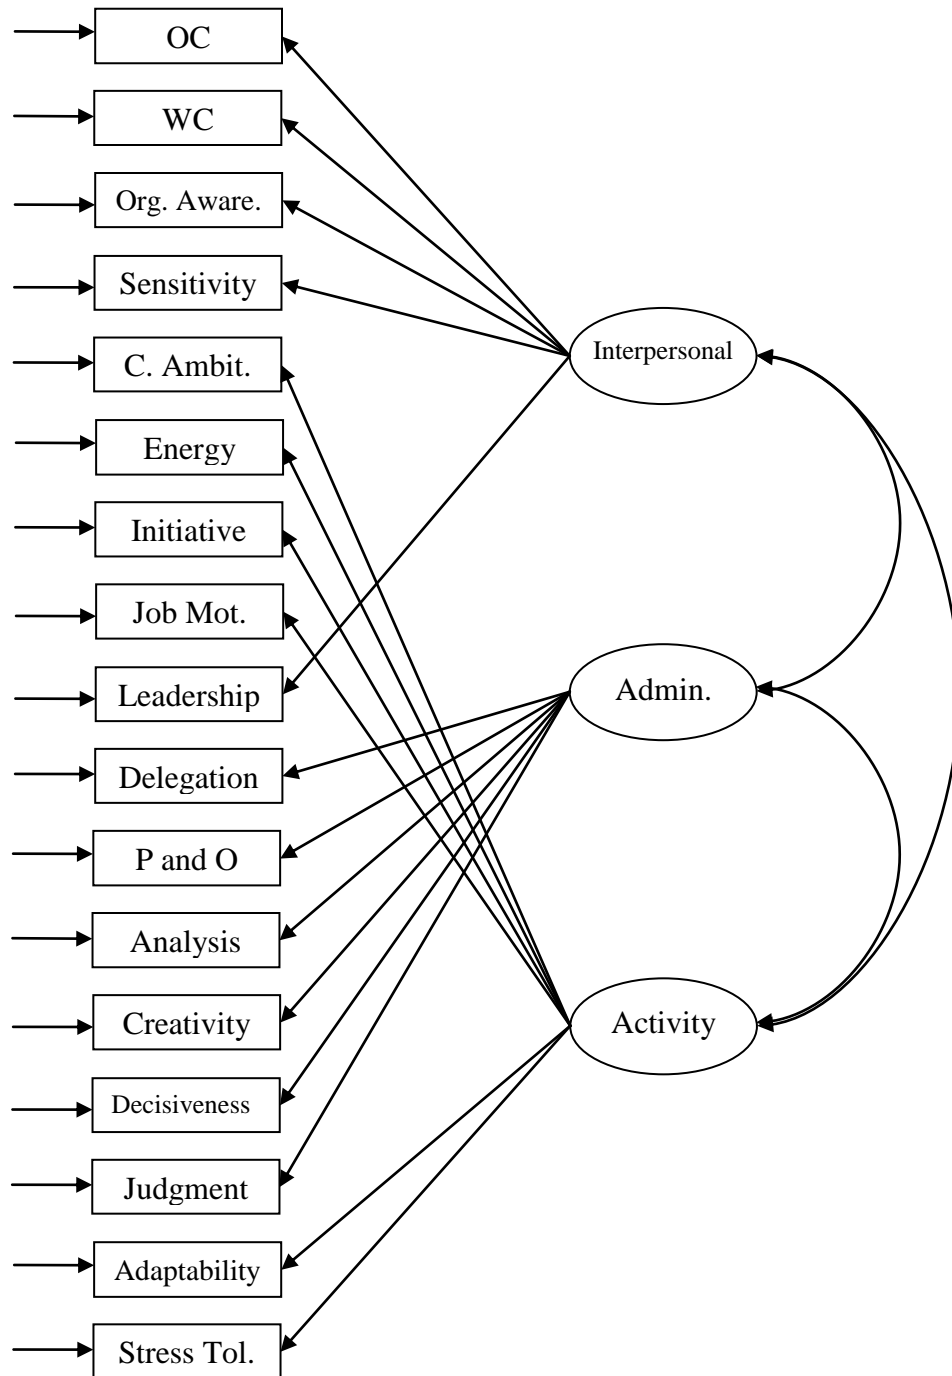 OC
WC
Org. Aware.
Sensitivity
C. Ambit.
Energy
Initiative
Job Mot.
Leadership
Delegation
P and O
Analysis
Creativity
Decisiveness
Judgment
Adaptability
Stress Tol.
Interpersonal
Admin.
Activity